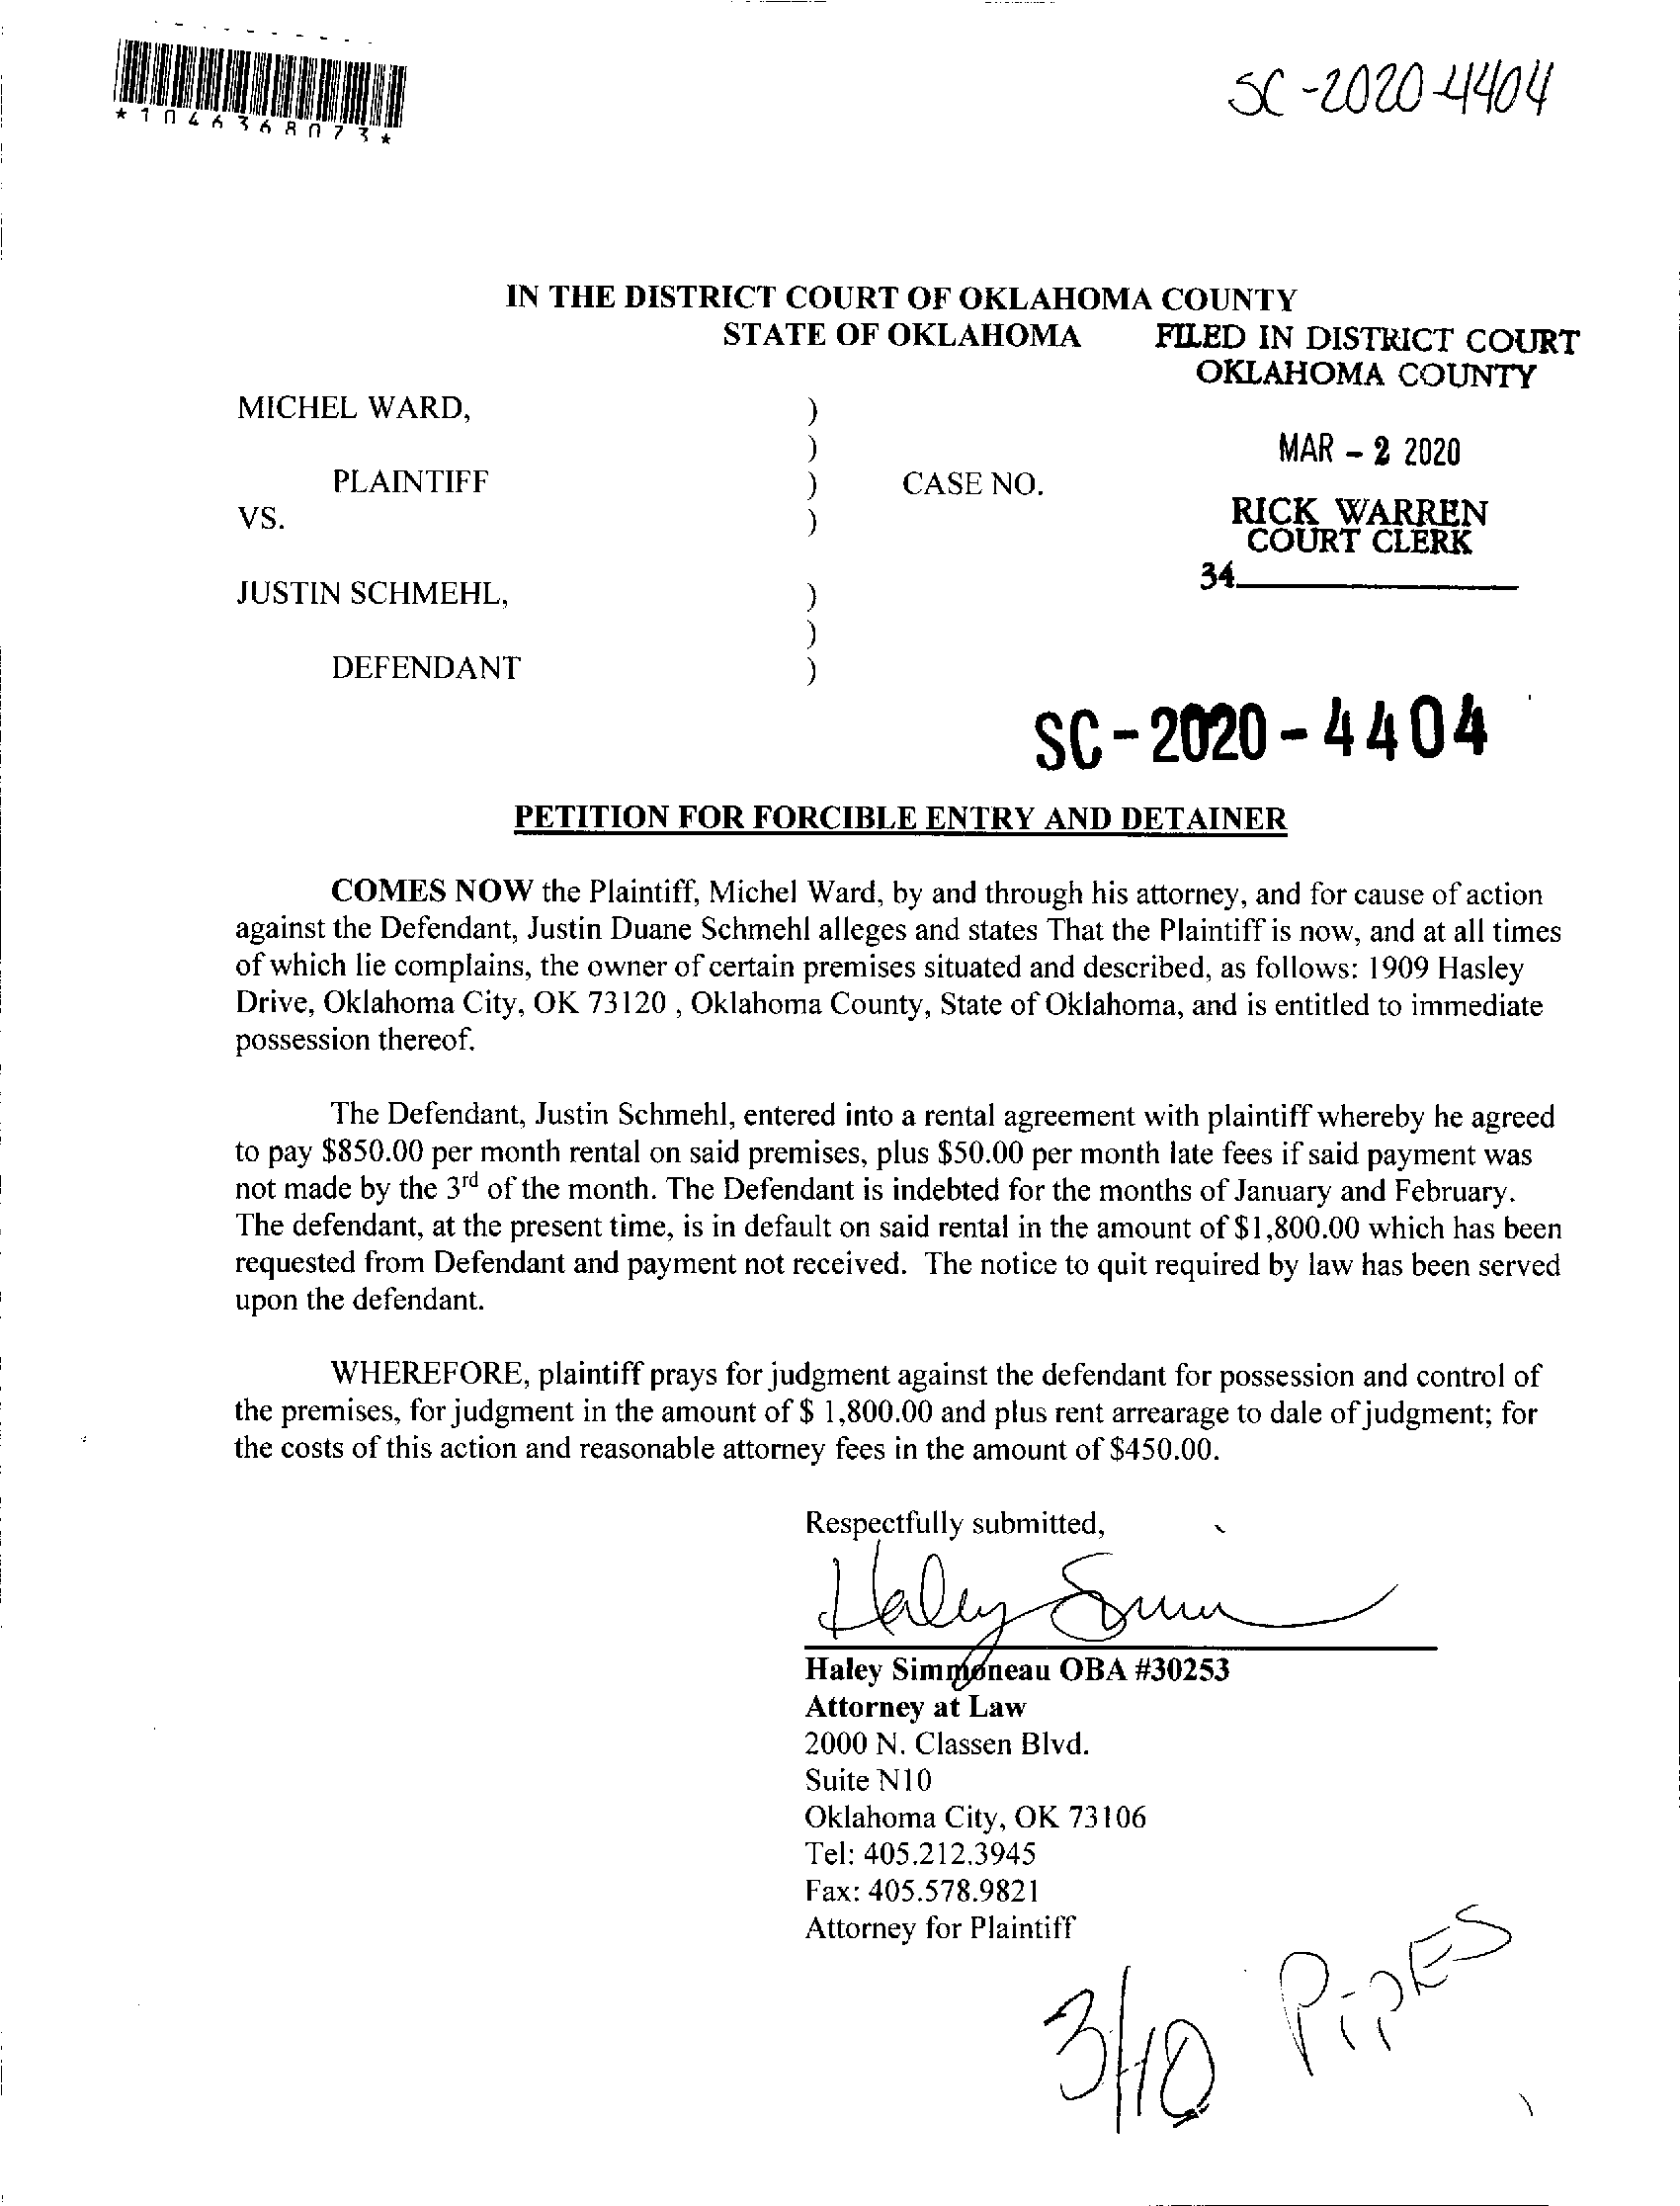 *1046368073*
SC-2020-4404
IN THE DISTRICT COURT OF OKLAHOMA COUNTY
STATE OF OKLAHOMA
FILED IN DISTRICT COURT
OKLAHOMA COUNTY
MICHEL WARD, )
)
MAR - 2 2020
PLAINTIFF ) CASE NO.
VS. )
RICK WARREN
COURT CLERK
34.
JUSTIN SCHMEHL, )
)
DEFENDANT )
SC-2020-4404
PETITION FOR FORCIBLE ENTRY AND DETAINER
COMES NOW the Plaintiff, Michel Ward, by and through his attorney, and for cause of action
against the Defendant, Justin Duane Schmehl alleges and states That the Plaintiff is now, and at all times
of which lie complains, the owner of certain premises situated and described, as follows: 1909 Hasley
Drive, Oklahoma City, OK 73120 , Oklahoma County, State of Oklahoma, and is entitled to immediate
possession thereof.
The Defendant, Justin Schmehl, entered into a rental agreement with plaintiff whereby he agreed
to pay $850.00 per month rental on said premises, plus $50.00 per month late fees if said payment was
not made by the 3rd of the month. The Defendant is indebted for the months of January and February.
The defendant, at the present time, is in default on said rental in the amount of $1,800.00 which has been
requested from Defendant and payment not received. The notice to quit required by law has been served
upon the defendant.
WHEREFORE, plaintiff prays for judgment against the defendant for possession and control of
the premises, for judgment in the amount of $ 1,800.00 and plus rent arrearage to dale of judgment; for
the costs of this action and reasonable attorney fees in the amount of $450.00.
Respectfully submitted,
Haley Simmoneau OBA #30253
Attorney at Law
2000 N. Classen Blvd.
Suite N10
Oklahoma City, OK 73106
Tel: 405.212.3945
Fax: 405.578.9821
Attorney for Plaintiff
3/18 PIPES